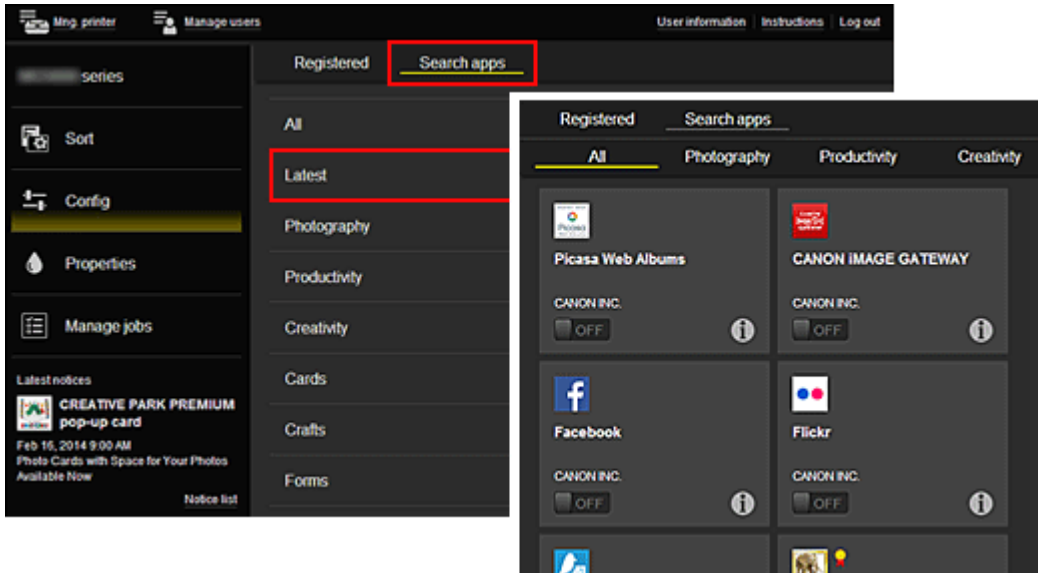 Mng. printer
Manage users
User information
Instructions
Log out
series
Sort
Config
Properties
Manage jobs
Latest notices
CREATIVE PARK PREMIUM
pop-up card
Feb 16, 2014 9:00 AM
Photo Cards with Space for Your Photos
Available Now
Notice list
Registered
Search apps
All
Latest
Photography
Productivity
Creativity
Cards
Crafts
Forms
Registered
Search apps
All
Photography
Productivity
Creativity
Picasa
Picasa Web Albums
CANON INC.
OFF
CANON iMAGE GATEWAY
CANON INC.
OFF
Facebook
CANON INC.
OFF
Flickr
CANON INC.
OFF